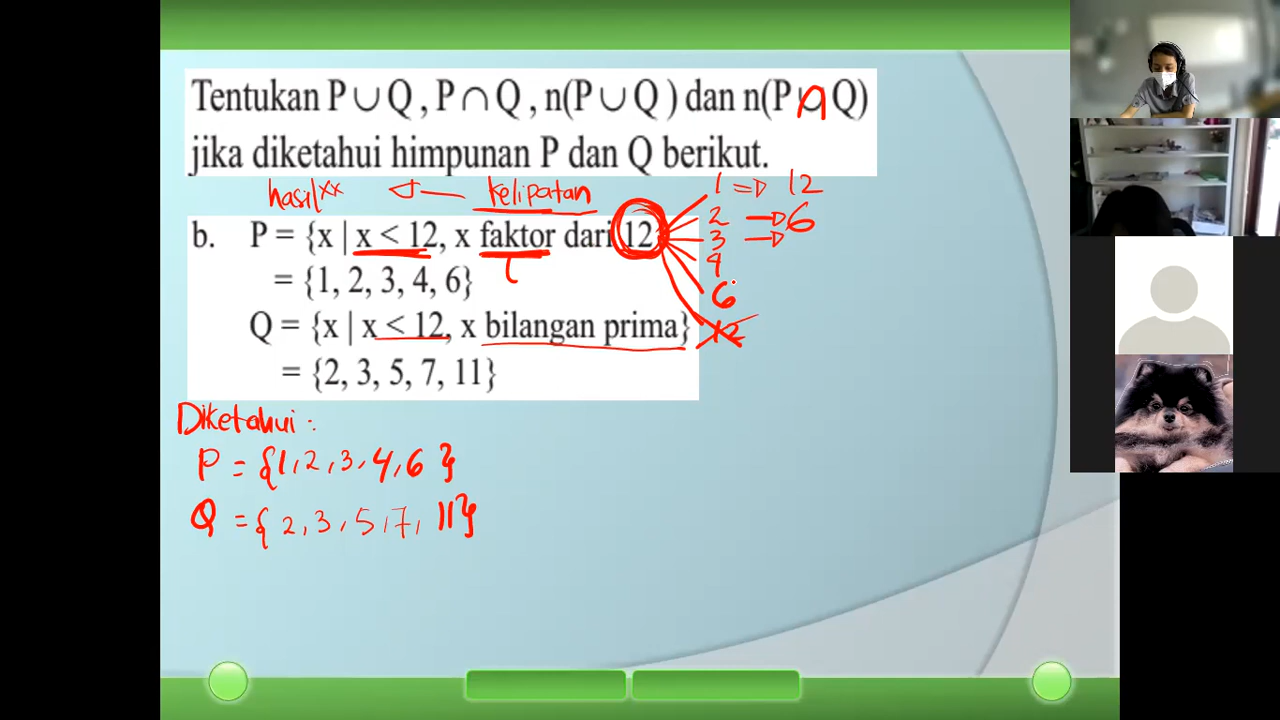 Tentukan P ∪ Q , P ∩ Q , n(P ∪ Q ) dan n(P ∩ Q)
jika diketahui himpunan P dan Q berikut.
hasil xx ← kelipatan
1 ⇒ 12
2 → 6
3 →
4
6
12
b. P = {x | x < 12, x faktor dari 12}
= {1, 2, 3, 4, 6}
Q = {x | x < 12, x bilangan prima}
= {2, 3, 5, 7, 11}
Diketahui :
P = {1, 2, 3, 4, 6 }
Q = { 2, 3, 5, 7, 11}